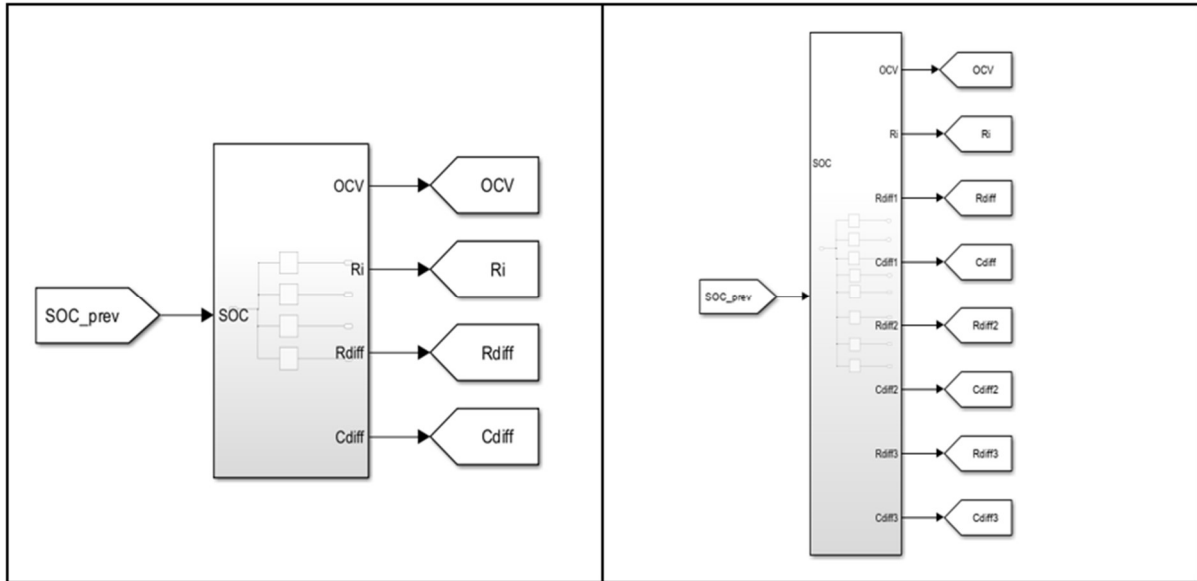 OCV OCV
Ri Ri
SOC_prev SOC
Rdiff Rdiff
Cdiff Cdiff
OCV OCV
Ri Ri
SOC
Rdiff1 Rdiff
Cdiff1 Cdiff
SOC_prev
Rdiff2 Rdiff2
Cdiff2 Cdiff2
Rdiff3 Rdiff3
Cdiff3 Cdiff3